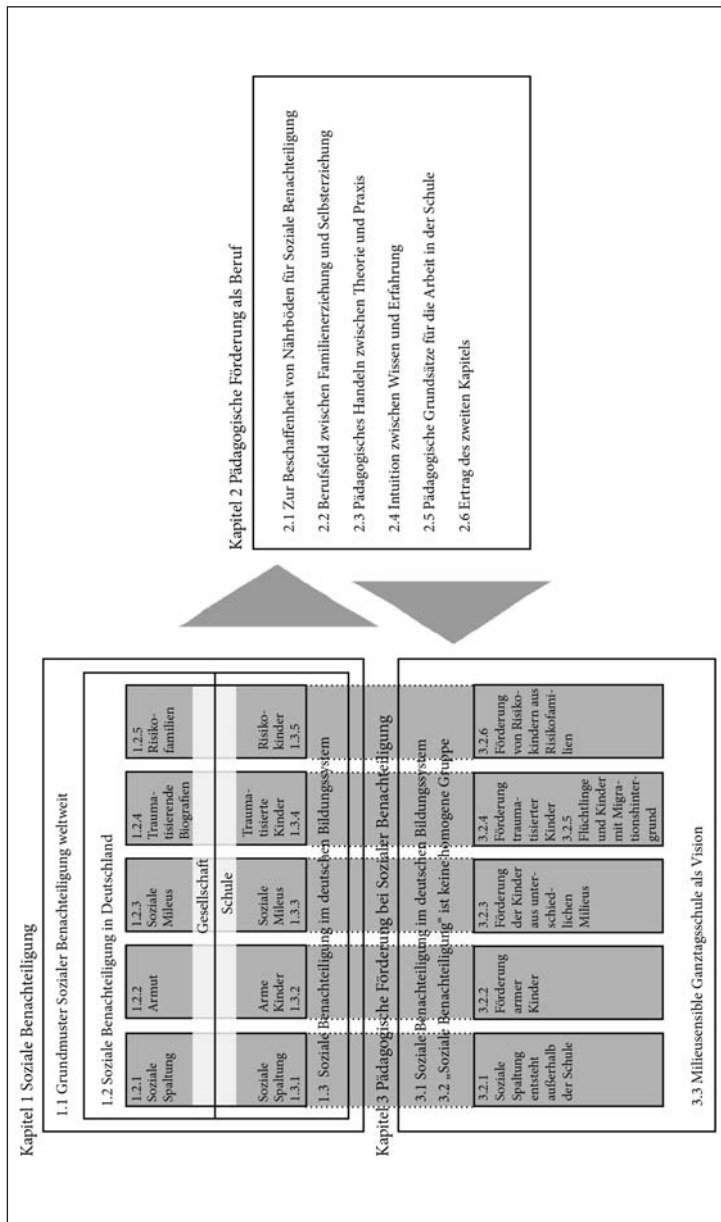 Kapitel 1 Soziale Benachteiligung
1.1 Grundmuster Sozialer Benachteiligung weltweit
1.2 Soziale Benachteiligung in Deutschland
1.2.1
Soziale
Spaltung
1.2.2
Armut
1.2.3
Soziale
Mileus
1.2.4
Trauma-
tisierende
Biografien
1.2.5
Risiko-
familien
Gesellschaft
Schule
Soziale
Spaltung
1.3.1
Arme
Kinder
1.3.2
Soziale
Mileus
1.3.3
Trauma-
tisierte
Kinder
1.3.4
Risiko-
kinder
1.3.5
1.3 Soziale Benachteiligung im deutschen Bildungssystem
Kapitel 3 Pädagogische Förderung bei Sozialer Benachteiligung
3.1 Soziale Benachteiligung im deutschen Bildungssystem
3.2 „Soziale Benachteiligung" ist keine homogene Gruppe
3.2.1
Soziale
Spaltung
entsteht
außerhalb
der Schule
3.2.2
Förderung
armer
Kinder
3.2.3
Förderung
der Kinder
aus unter-
schied-
lichen
Milieus
3.2.4
Förderung
trauma-
tisierter
Kinder
3.2.5
Flüchtlinge
und Kinder
mit Migra-
tionshinter-
grund
3.2.6
Förderung
von Risiko-
kindern aus
Risikofami-
lien
3.3 Milieusensible Ganztagsschule als Vision
Kapitel 2 Pädagogische Förderung als Beruf
2.1 Zur Beschaffenheit von Nährböden für Soziale Benachteiligung
2.2 Berufsfeld zwischen Familienerziehung und Selbsterziehung
2.3 Pädagogisches Handeln zwischen Theorie und Praxis
2.4 Intuition zwischen Wissen und Erfahrung
2.5 Pädagogische Grundsätze für die Arbeit in der Schule
2.6 Ertrag des zweiten Kapitels